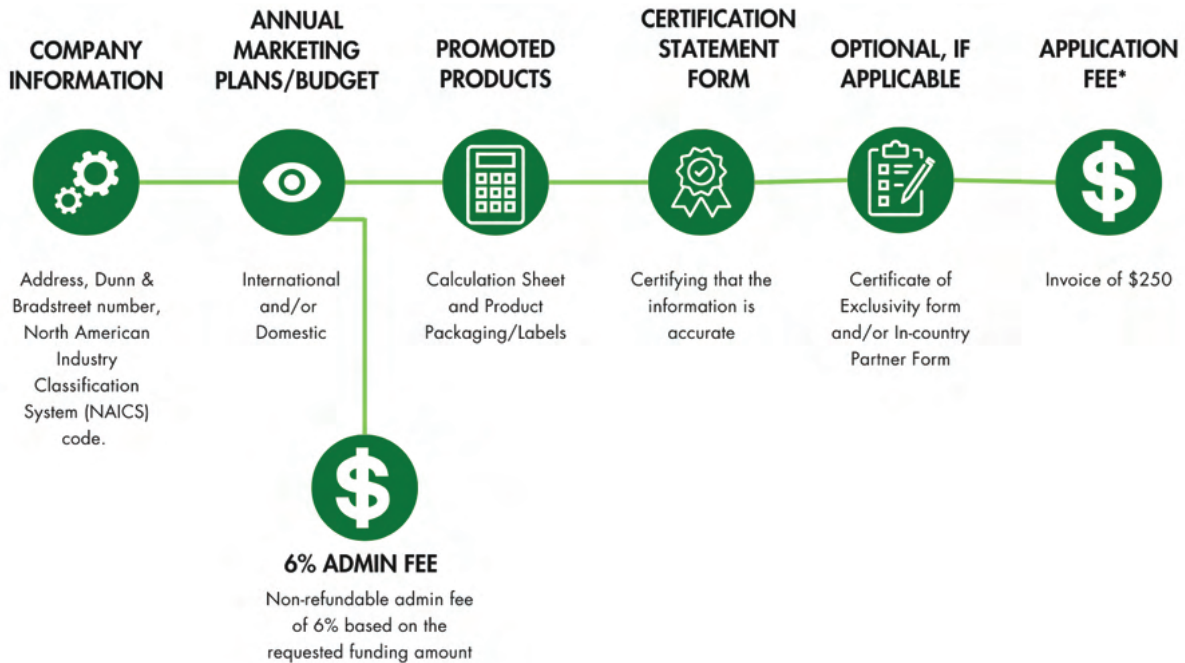 COMPANY
INFORMATION
Address, Dunn &
Bradstreet number,
North American
Industry
Classification
System (NAICS)
code.
ANNUAL
MARKETING
PLANS/BUDGET
International
and/or
Domestic
$
6% ADMIN FEE
Non-refundable admin fee
of 6% based on the
requested funding amount
PROMOTED
PRODUCTS
Calculation Sheet
and Product
Packaging/Labels
CERTIFICATION
STATEMENT
FORM
Certifying that the
information is
accurate
OPTIONAL, IF
APPLICABLE
Certificate of
Exclusivity form
and/or In-country
Partner Form
APPLICATION
FEE*
$
Invoice of $250